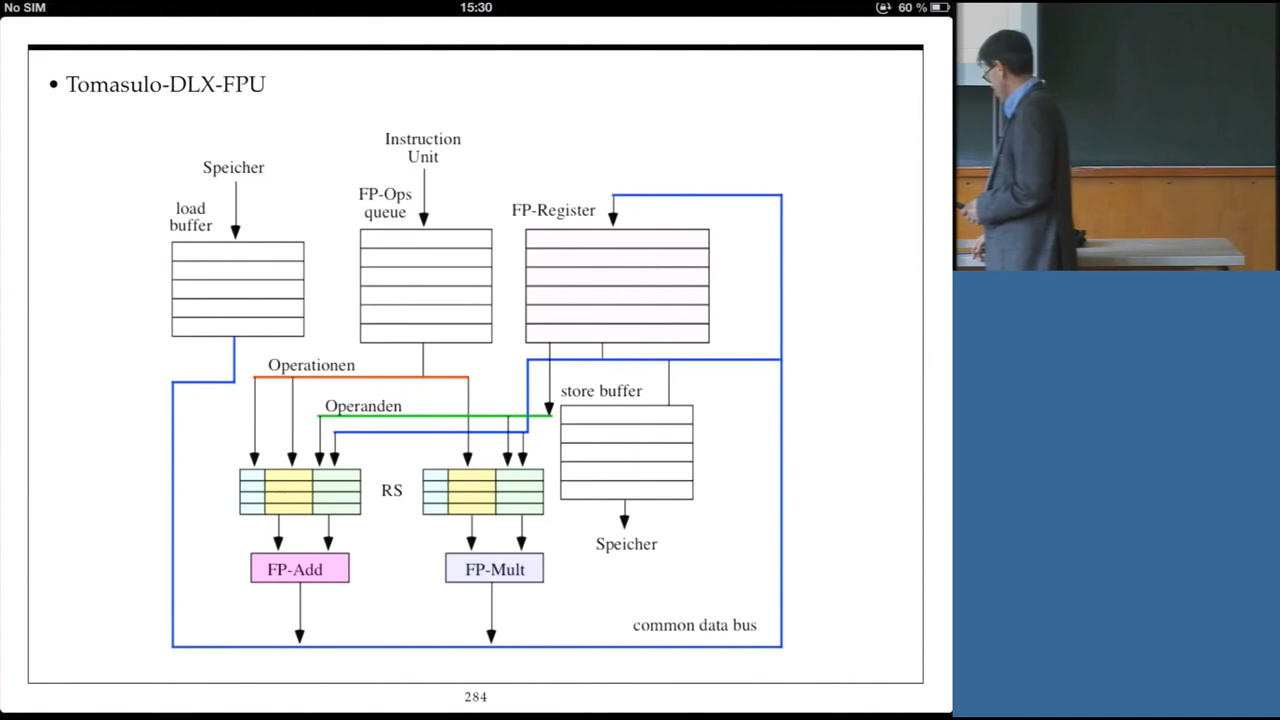 No SIM
15:30
60 %
• Tomasulo-DLX-FPU
Instruction
Unit
Speicher
FP-Ops
queue
load
buffer
FP-Register
Operationen
store buffer
Operanden
RS
Speicher
FP-Add
FP-Mult
common data bus
284